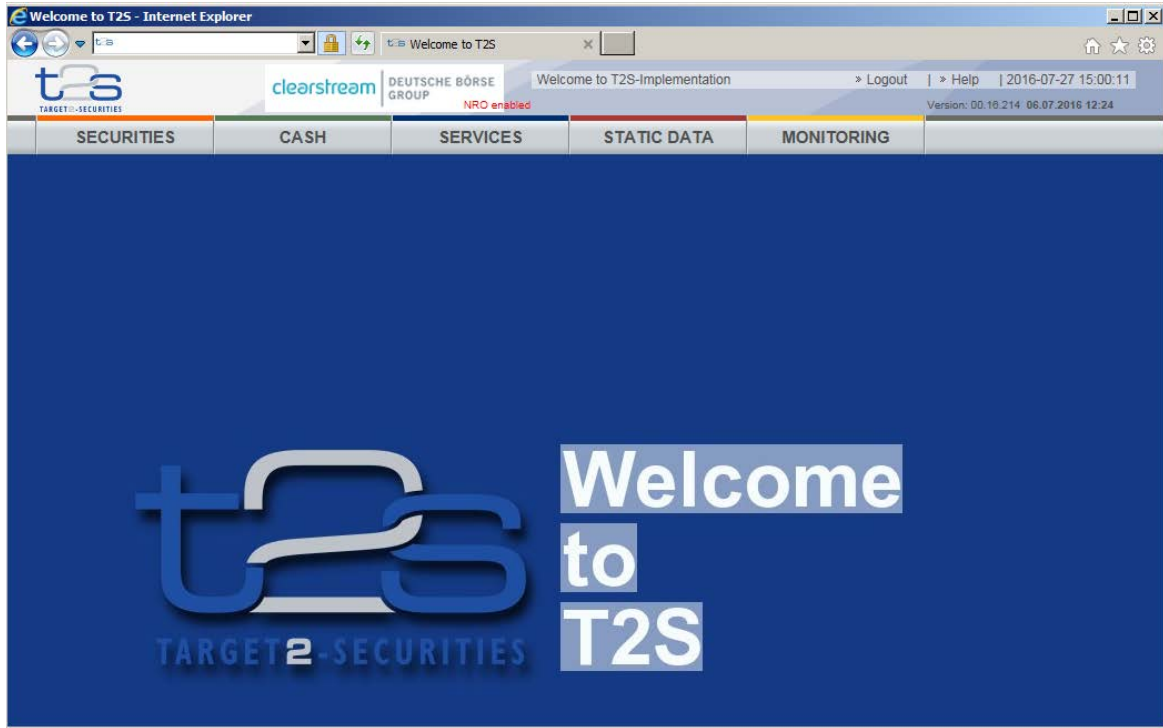 Welcome to T2S - Internet Explorer
t2s
t2s Welcome to T2S
t2s
TARGET2-SECURITIES
clearstream
DEUTSCHE BÖRSE
GROUP
NRO enabled
Welcome to T2S-Implementation
» Logout | » Help | 2016-07-27 15:00:11
Version: 00.16.214 06.07.2016 12:24
SECURITIES CASH SERVICES STATIC DATA MONITORING
t2s
TARGET2-SECURITIES
Welcome
to
T2S